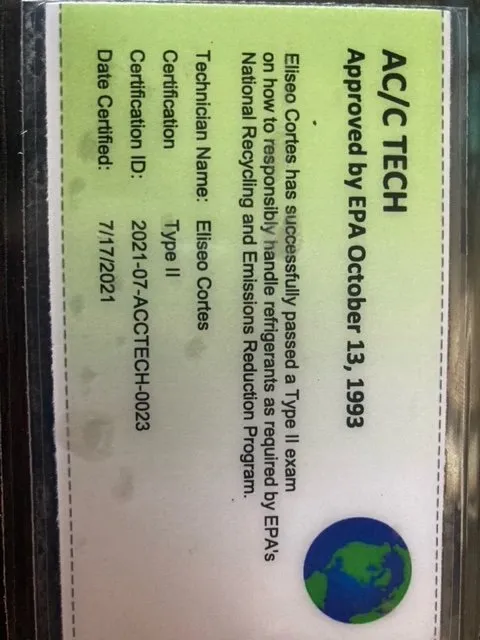 AC/C TECH
Approved by EPA October 13, 1993
Eliseo Cortes has successfully passed a Type II exam
on how to responsibly handle refrigerants as required by EPA's
National Recycling and Emissions Reduction Program.
Technician Name: Eliseo Cortes
Certification Type II
Certification ID: 2021-07-ACCTECH-0023
Date Certified: 7/17/2021